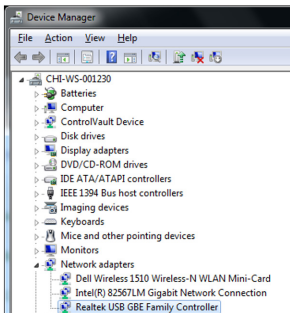 Device Manager
File Action View Help
CHI-WS-001230
Batteries
Computer
ControlVault Device
Disk drives
Display adapters
DVD/CD-ROM drives
IDE ATA/ATAPI controllers
IEEE 1394 Bus host controllers
Imaging devices
Keyboards
Mice and other pointing devices
Monitors
Network adapters
Dell Wireless 1510 Wireless-N WLAN Mini-Card
Intel(R) 82567LM Gigabit Network Connection
Realtek USB GBE Family Controller